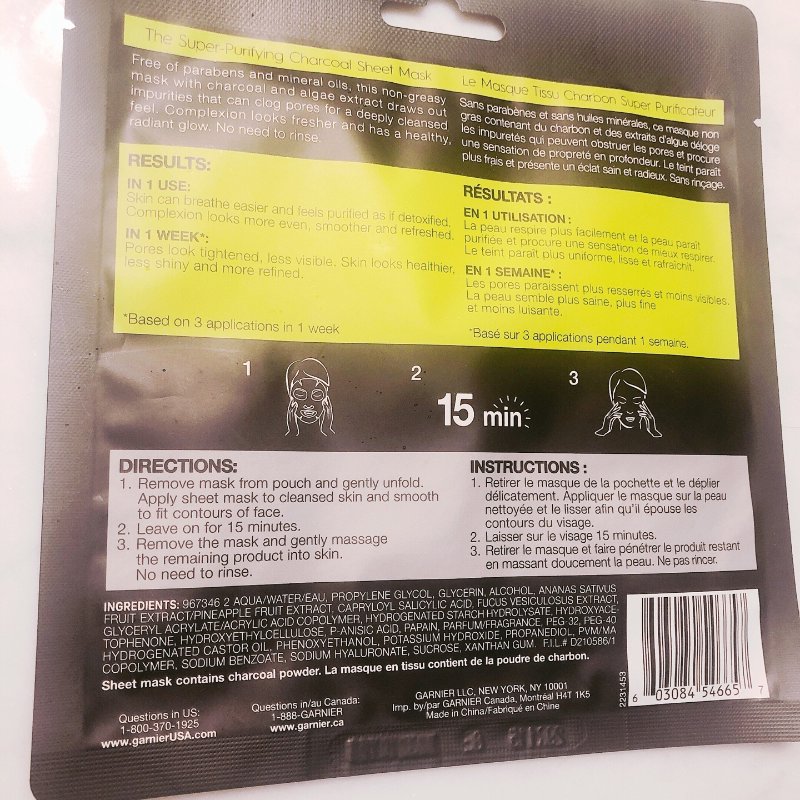 The Super-Purifying Charcoal Sheet Mask
Free of parabens and mineral oils, this non-greasy
mask with charcoal and algae extract draws out
impurities that can clog pores for a deeply cleansed
feel. Complexion looks fresher and has a healthy,
radiant glow. No need to rinse.
Le Masque Tissu Charbon Super Purificateur
Sans parabènes et sans huiles minérales, ce masque non
gras contenant du charbon et des extraits d'algue déloge
les impuretés qui peuvent obstruer les pores et procure
une sensation de propreté en profondeur. Le teint paraît
plus frais et présente un éclat sain et radieux. Sans rinçage.
RESULTS:
IN 1 USE:
Skin can breathe easier and feels purified as if detoxified.
Complexion looks more even, smoother and refreshed.
IN 1 WEEK*:
Pores look tightened, less visible. Skin looks healthier,
less shiny and more refined.
*Based on 3 applications in 1 week
RÉSULTATS :
EN 1 UTILISATION :
La peau respire plus facilement et la peau paraît
purifiée et procure une sensation de mieux respirer.
Le teint paraît plus uniforme, lisse et rafraîchit.
EN 1 SEMAINE* :
Les pores paraissent plus resserrés et moins visibles.
La peau semble plus saine, plus fine
et moins luisante.
*Basé sur 3 applications pendant 1 semaine.
1
2
15 min
3
DIRECTIONS:
1. Remove mask from pouch and gently unfold.
Apply sheet mask to cleansed skin and smooth
to fit contours of face.
2. Leave on for 15 minutes.
3. Remove the mask and gently massage
the remaining product into skin.
No need to rinse.
INSTRUCTIONS :
1. Retirer le masque de la pochette et le déplier
délicatement. Appliquer le masque sur la peau
nettoyée et le lisser afin qu'il épouse les
contours du visage.
2. Laisser sur le visage 15 minutes.
3. Retirer le masque et faire pénétrer le produit restant
en massant doucement la peau. Ne pas rincer.
INGREDIENTS: 967346 2 AQUA/WATER/EAU, PROPYLENE GLYCOL, GLYCERIN, ALCOHOL, ANANAS SATIVUS
FRUIT EXTRACT/PINEAPPLE FRUIT EXTRACT, CAPRYLOYL SALICYLIC ACID, FUCUS VESICULOSUS EXTRACT,
GLYCERYL ACRYLATE/ACRYLIC ACID COPOLYMER, HYDROGENATED STARCH HYDROLYSATE, HYDROXYACE-
TOPHENONE, HYDROXYETHYLCELLULOSE, P-ANISIC ACID, PAPAIN, PARFUM/FRAGRANCE, PEG-32, PEG-40
HYDROGENATED CASTOR OIL, PHENOXYETHANOL, POTASSIUM HYDROXIDE, PROPANEDIOL, PVM/MA
COPOLYMER, SODIUM BENZOATE, SODIUM HYALURONATE, SUCROSE, XANTHAN GUM. F.I.L.# D210586/1
Sheet mask contains charcoal powder. La masque en tissu contient de la poudre de charbon.
Questions in US:
1-800-370-1925
www.garnierUSA.com
Questions in/au Canada:
1-888-GARNIER
www.garnier.ca
GARNIER LLC, NEW YORK, NY 10001
Imp. by/par GARNIER Canada, Montréal H4T 1K5
Made in China/Fabriqué en Chine
2231453
6 03084 54665 7